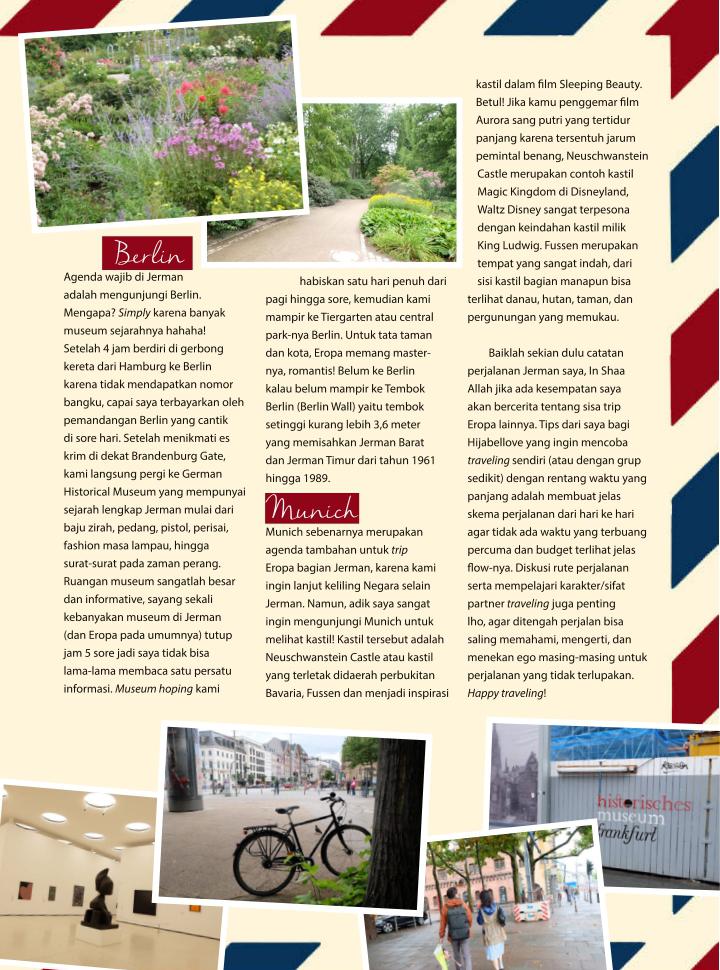 Berlin
Agenda wajib di Jerman
adalah mengunjungi Berlin.
Mengapa? Simply karena banyak
museum sejarahnya hahaha!
Setelah 4 jam berdiri di gerbong
kereta dari Hamburg ke Berlin
karena tidak mendapatkan nomor
bangku, capai saya terbayarkan oleh
pemandangan Berlin yang cantik
di sore hari. Setelah menikmati es
krim di dekat Brandenburg Gate,
kami langsung pergi ke German
Historical Museum yang mempunyai
sejarah lengkap Jerman mulai dari
baju zirah, pedang, pistol, perisai,
fashion masa lampau, hingga
surat-surat pada zaman perang.
Ruangan museum sangatlah besar
dan informative, sayang sekali
kebanyakan museum di Jerman
(dan Eropa pada umumnya) tutup
jam 5 sore jadi saya tidak bisa
lama-lama membaca satu persatu
informasi. Museum hoping kami
habiskan satu hari penuh dari
pagi hingga sore, kemudian kami
mampir ke Tiergarten atau central
park-nya Berlin. Untuk tata taman
dan kota, Eropa memang master-
nya, romantis! Belum ke Berlin
kalau belum mampir ke Tembok
Berlin (Berlin Wall) yaitu tembok
setinggi kurang lebih 3,6 meter
yang memisahkan Jerman Barat
dan Jerman Timur dari tahun 1961
hingga 1989.
Munich
Munich sebenarnya merupakan
agenda tambahan untuk trip
Eropa bagian Jerman, karena kami
ingin lanjut keliling Negara selain
Jerman. Namun, adik saya sangat
ingin mengunjungi Munich untuk
melihat kastil! Kastil tersebut adalah
Neuschwanstein Castle atau kastil
yang terletak didaerah perbukitan
Bavaria, Fussen dan menjadi inspirasi
kastil dalam film Sleeping Beauty.
Betul! Jika kamu penggemar film
Aurora sang putri yang tertidur
panjang karena tersentuh jarum
pemintal benang, Neuschwanstein
Castle merupakan contoh kastil
Magic Kingdom di Disneyland,
Waltz Disney sangat terpesona
dengan keindahan kastil milik
King Ludwig. Fussen merupakan
tempat yang sangat indah, dari
sisi kastil bagian manapun bisa
terlihat danau, hutan, taman, dan
pergunungan yang memukau.
Baiklah sekian dulu catatan
perjalanan Jerman saya, In Shaa
Allah jika ada kesempatan saya
akan bercerita tentang sisa trip
Eropa lainnya. Tips dari saya bagi
Hijabellove yang ingin mencoba
traveling sendiri (atau dengan grup
sedikit) dengan rentang waktu yang
panjang adalah membuat jelas
skema perjalanan dari hari ke hari
agar tidak ada waktu yang terbuang
percuma dan budget terlihat jelas
flow-nya. Diskusi rute perjalanan
serta mempelajari karakter/sifat
partner traveling juga penting
lho, agar ditengah perjalan bisa
saling memahami, mengerti, dan
menekan ego masing-masing untuk
perjalanan yang tidak terlupakan.
Happy traveling!
historisches
museum
frankfurt